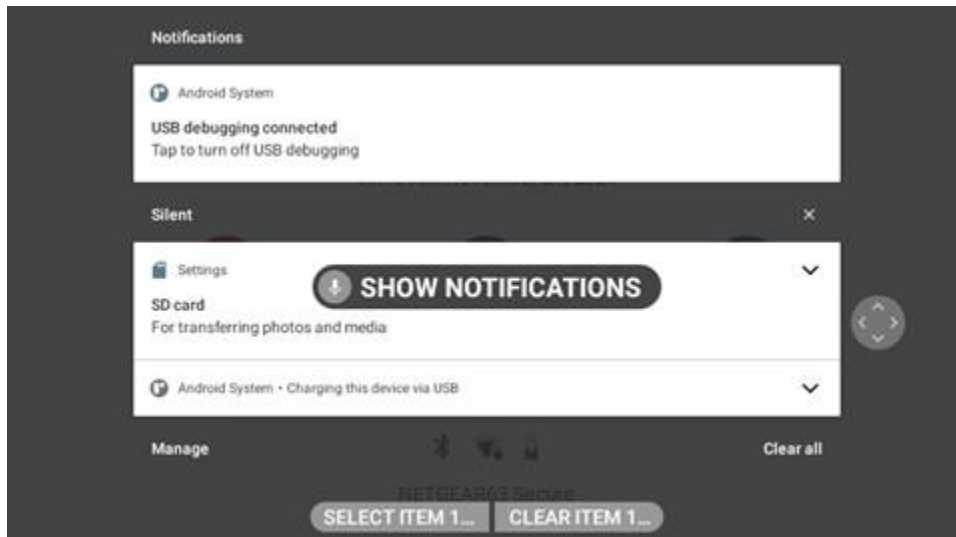 Notifications
Android System
USB debugging connected
Tap to turn off USB debugging
Silent
Settings
SHOW NOTIFICATIONS
SD card
For transferring photos and media
Android System • Charging this device via USB
Manage
Clear all
NETGEAR63 Secure
SELECT ITEM 1...
CLEAR ITEM 1...